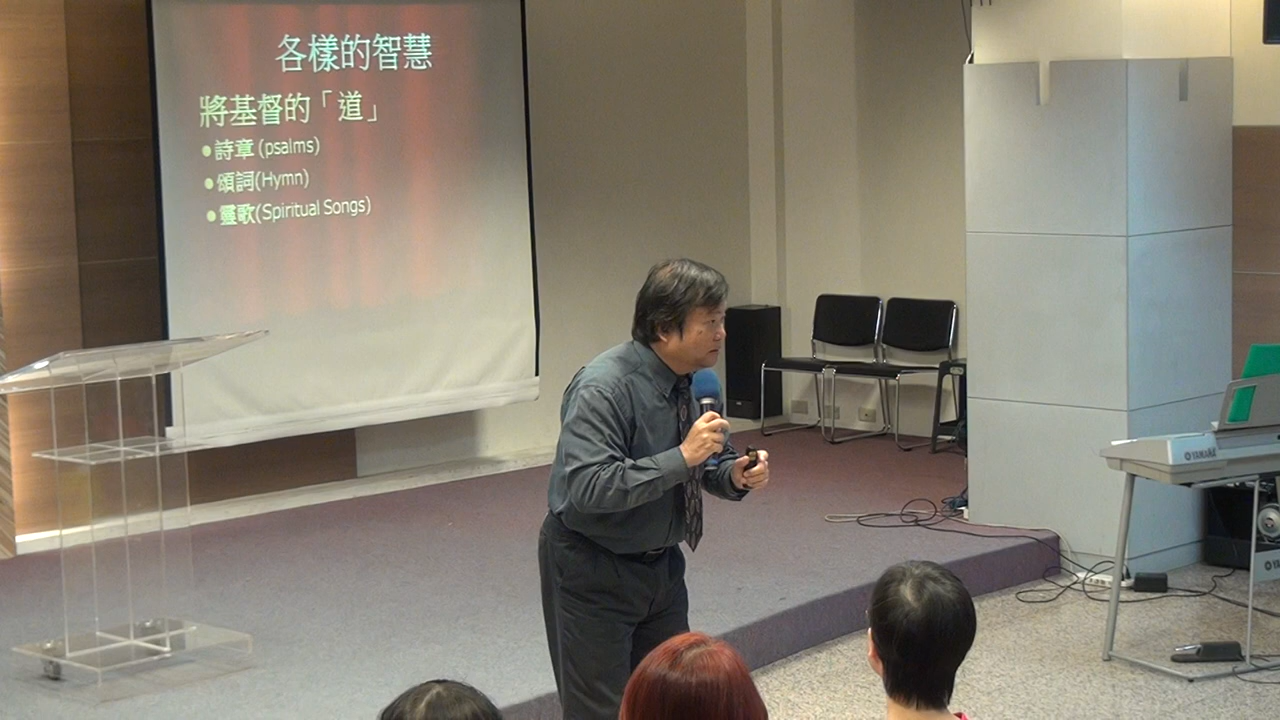 各樣的智慧
將基督的「道」
●詩章 (psalms)
●頌詞(Hymn)
●靈歌(Spiritual Songs)
YAMAHA